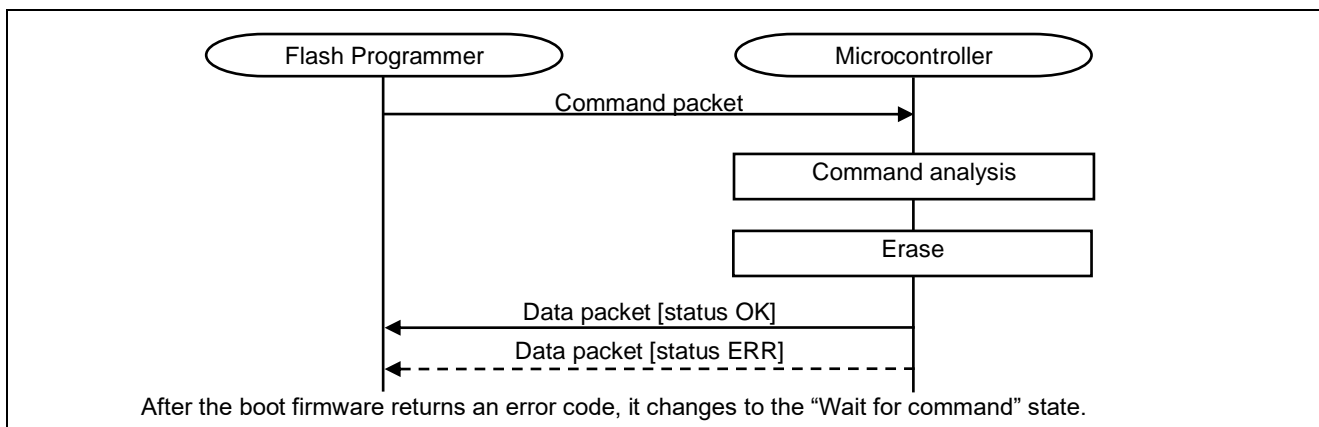 Flash Programmer
Microcontroller
Command packet
Command analysis
Erase
Data packet [status OK]
Data packet [status ERR]
After the boot firmware returns an error code, it changes to the “Wait for command” state.